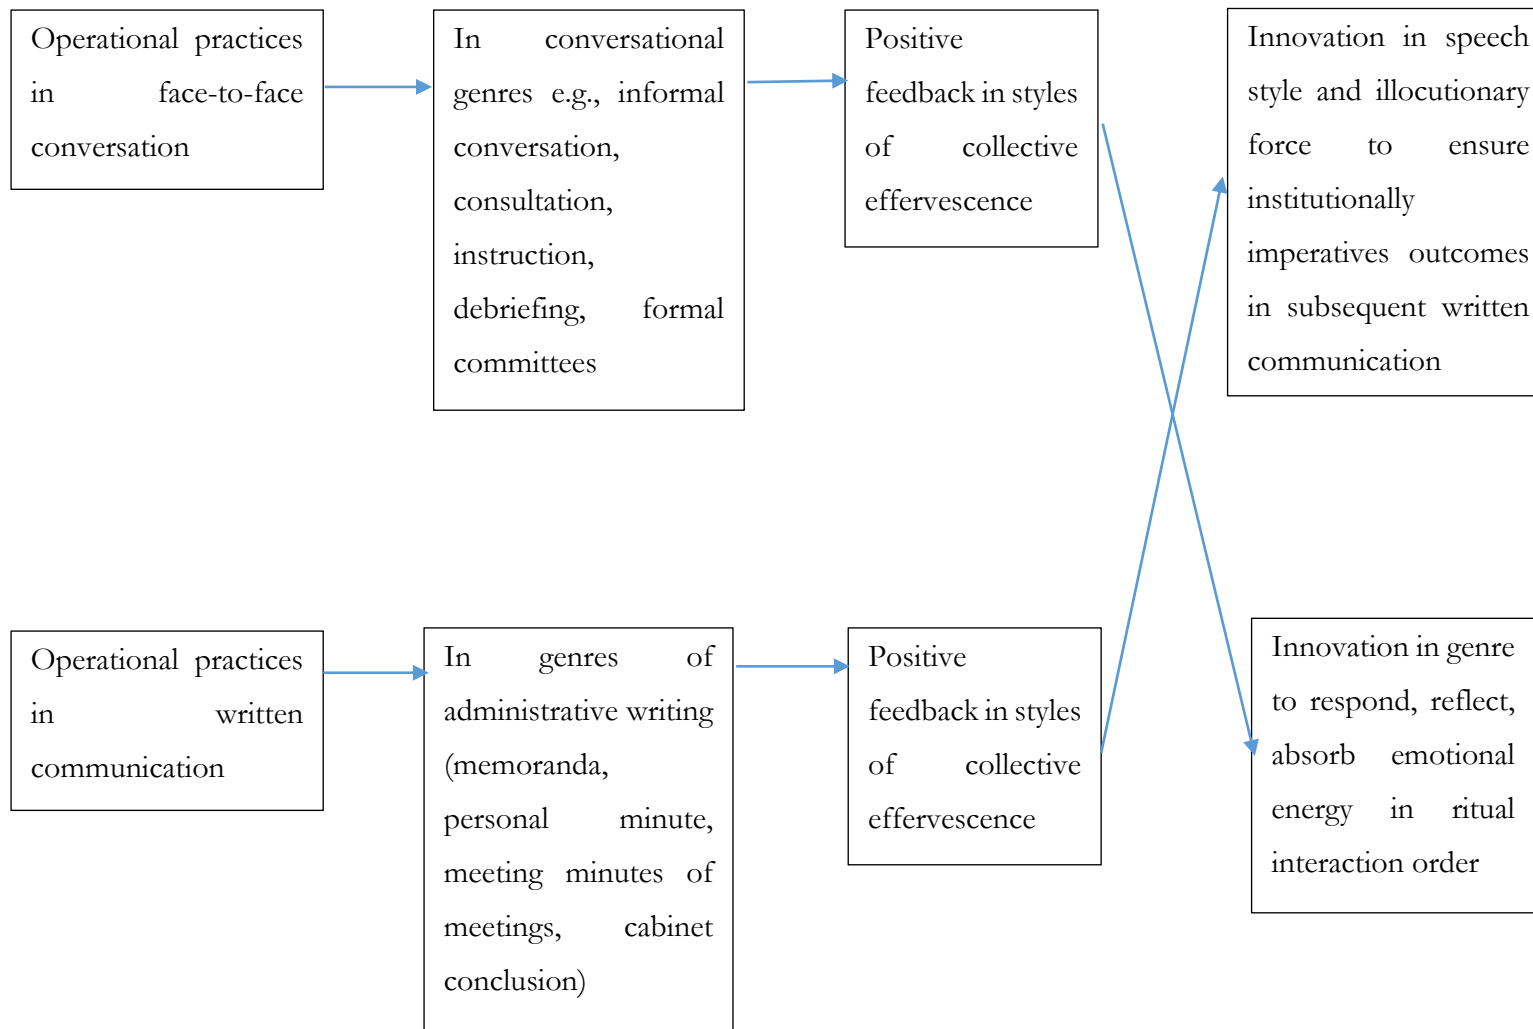 Operational practices
in face-to-face
conversation
In conversational
genres e.g., informal
conversation,
consultation,
instruction,
debriefing, formal
committees
Positive
feedback in styles
of collective
effervescence
Innovation in speech
style and illocutionary
force to ensure
institutionally
imperatives outcomes
in subsequent written
communication
Operational practices
in written
communication
In genres of
administrative writing
(memoranda,
personal minute,
meeting minutes of
meetings, cabinet
conclusion)
Positive
feedback in styles
of collective
effervescence
Innovation in genre
to respond, reflect,
absorb emotional
energy in ritual
interaction order